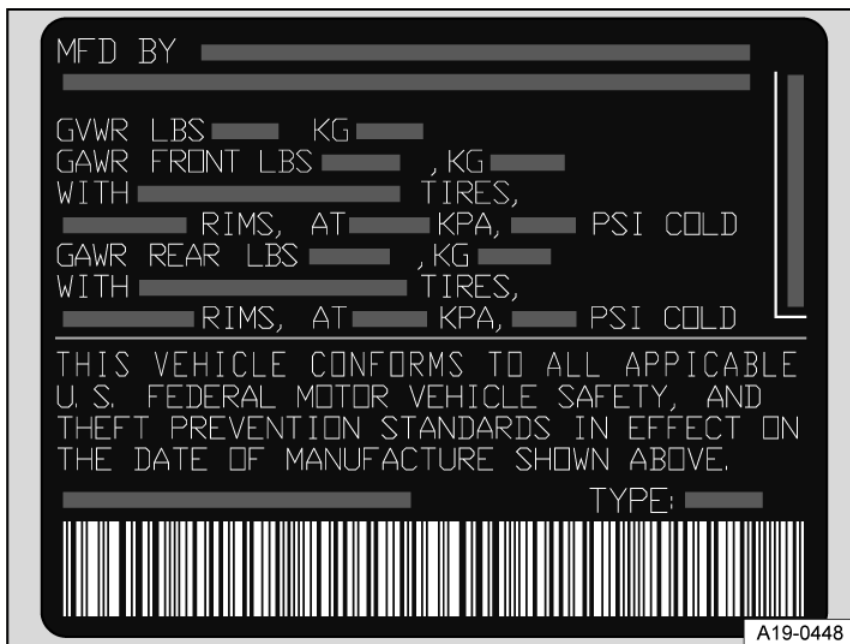 MFD BY
GVWR LBS KG
GAWR FRONT LBS , KG
WITH TIRES,
RIMS, AT KPA, PSI COLD
GAWR REAR LBS , KG
WITH TIRES,
RIMS, AT KPA, PSI COLD
THIS VEHICLE CONFORMS TO ALL APPICABLE
U. S. FEDERAL MOTOR VEHICLE SAFETY, AND
THEFT PREVENTION STANDARDS IN EFFECT ON
THE DATE OF MANUFACTURE SHOWN ABOVE.
TYPE:
A19-0448